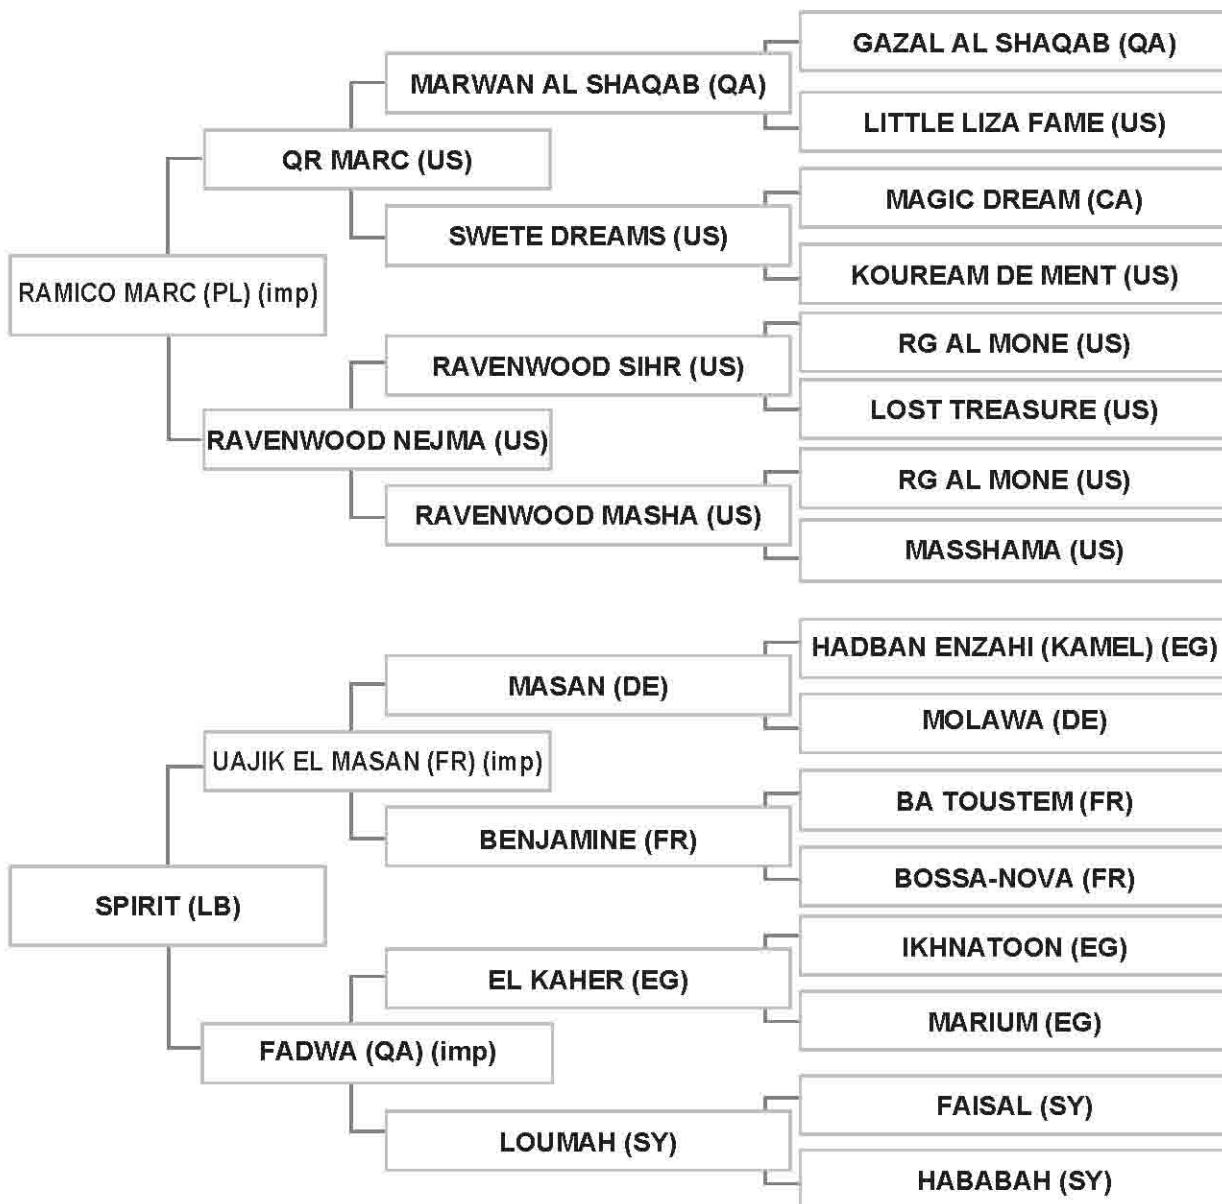 GAZAL AL SHAQAB (QA)
MARWAN AL SHAQAB (QA)
LITTLE LIZA FAME (US)
QR MARC (US)
MAGIC DREAM (CA)
SWETE DREAMS (US)
KOUREAM DE MENT (US)
RAMICO MARC (PL) (imp)
RG AL MONE (US)
RAVENWOOD SIHR (US)
LOST TREASURE (US)
RAVENWOOD NEJMA (US)
RG AL MONE (US)
RAVENWOOD MASHA (US)
MASSHAMA (US)
HADBAN ENZAHI (KAMEL) (EG)
MASAN (DE)
MOLAWA (DE)
UAJIK EL MASAN (FR) (imp)
BA TOUSTEM (FR)
BENJAMINE (FR)
BOSSA-NOVA (FR)
SPIRIT (LB)
IKHNATOON (EG)
EL KAHER (EG)
MARIUM (EG)
FADWA (QA) (imp)
FAISAL (SY)
LOUMAH (SY)
HABABAH (SY)